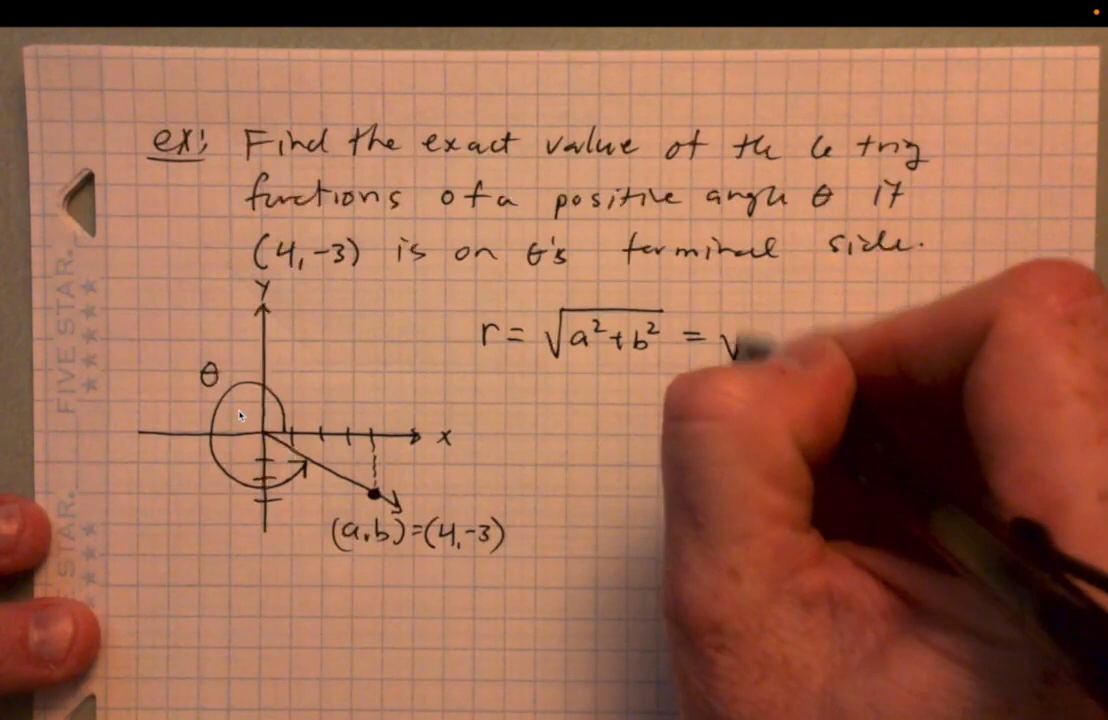 ex: Find the exact value of the 6 trig
functions of a positive angle θ if
(4,-3) is on θ's terminal side.
y
r = √a²+b² = √
θ
x
(a,b)=(4,-3)
FIVE STAR.
STAR.